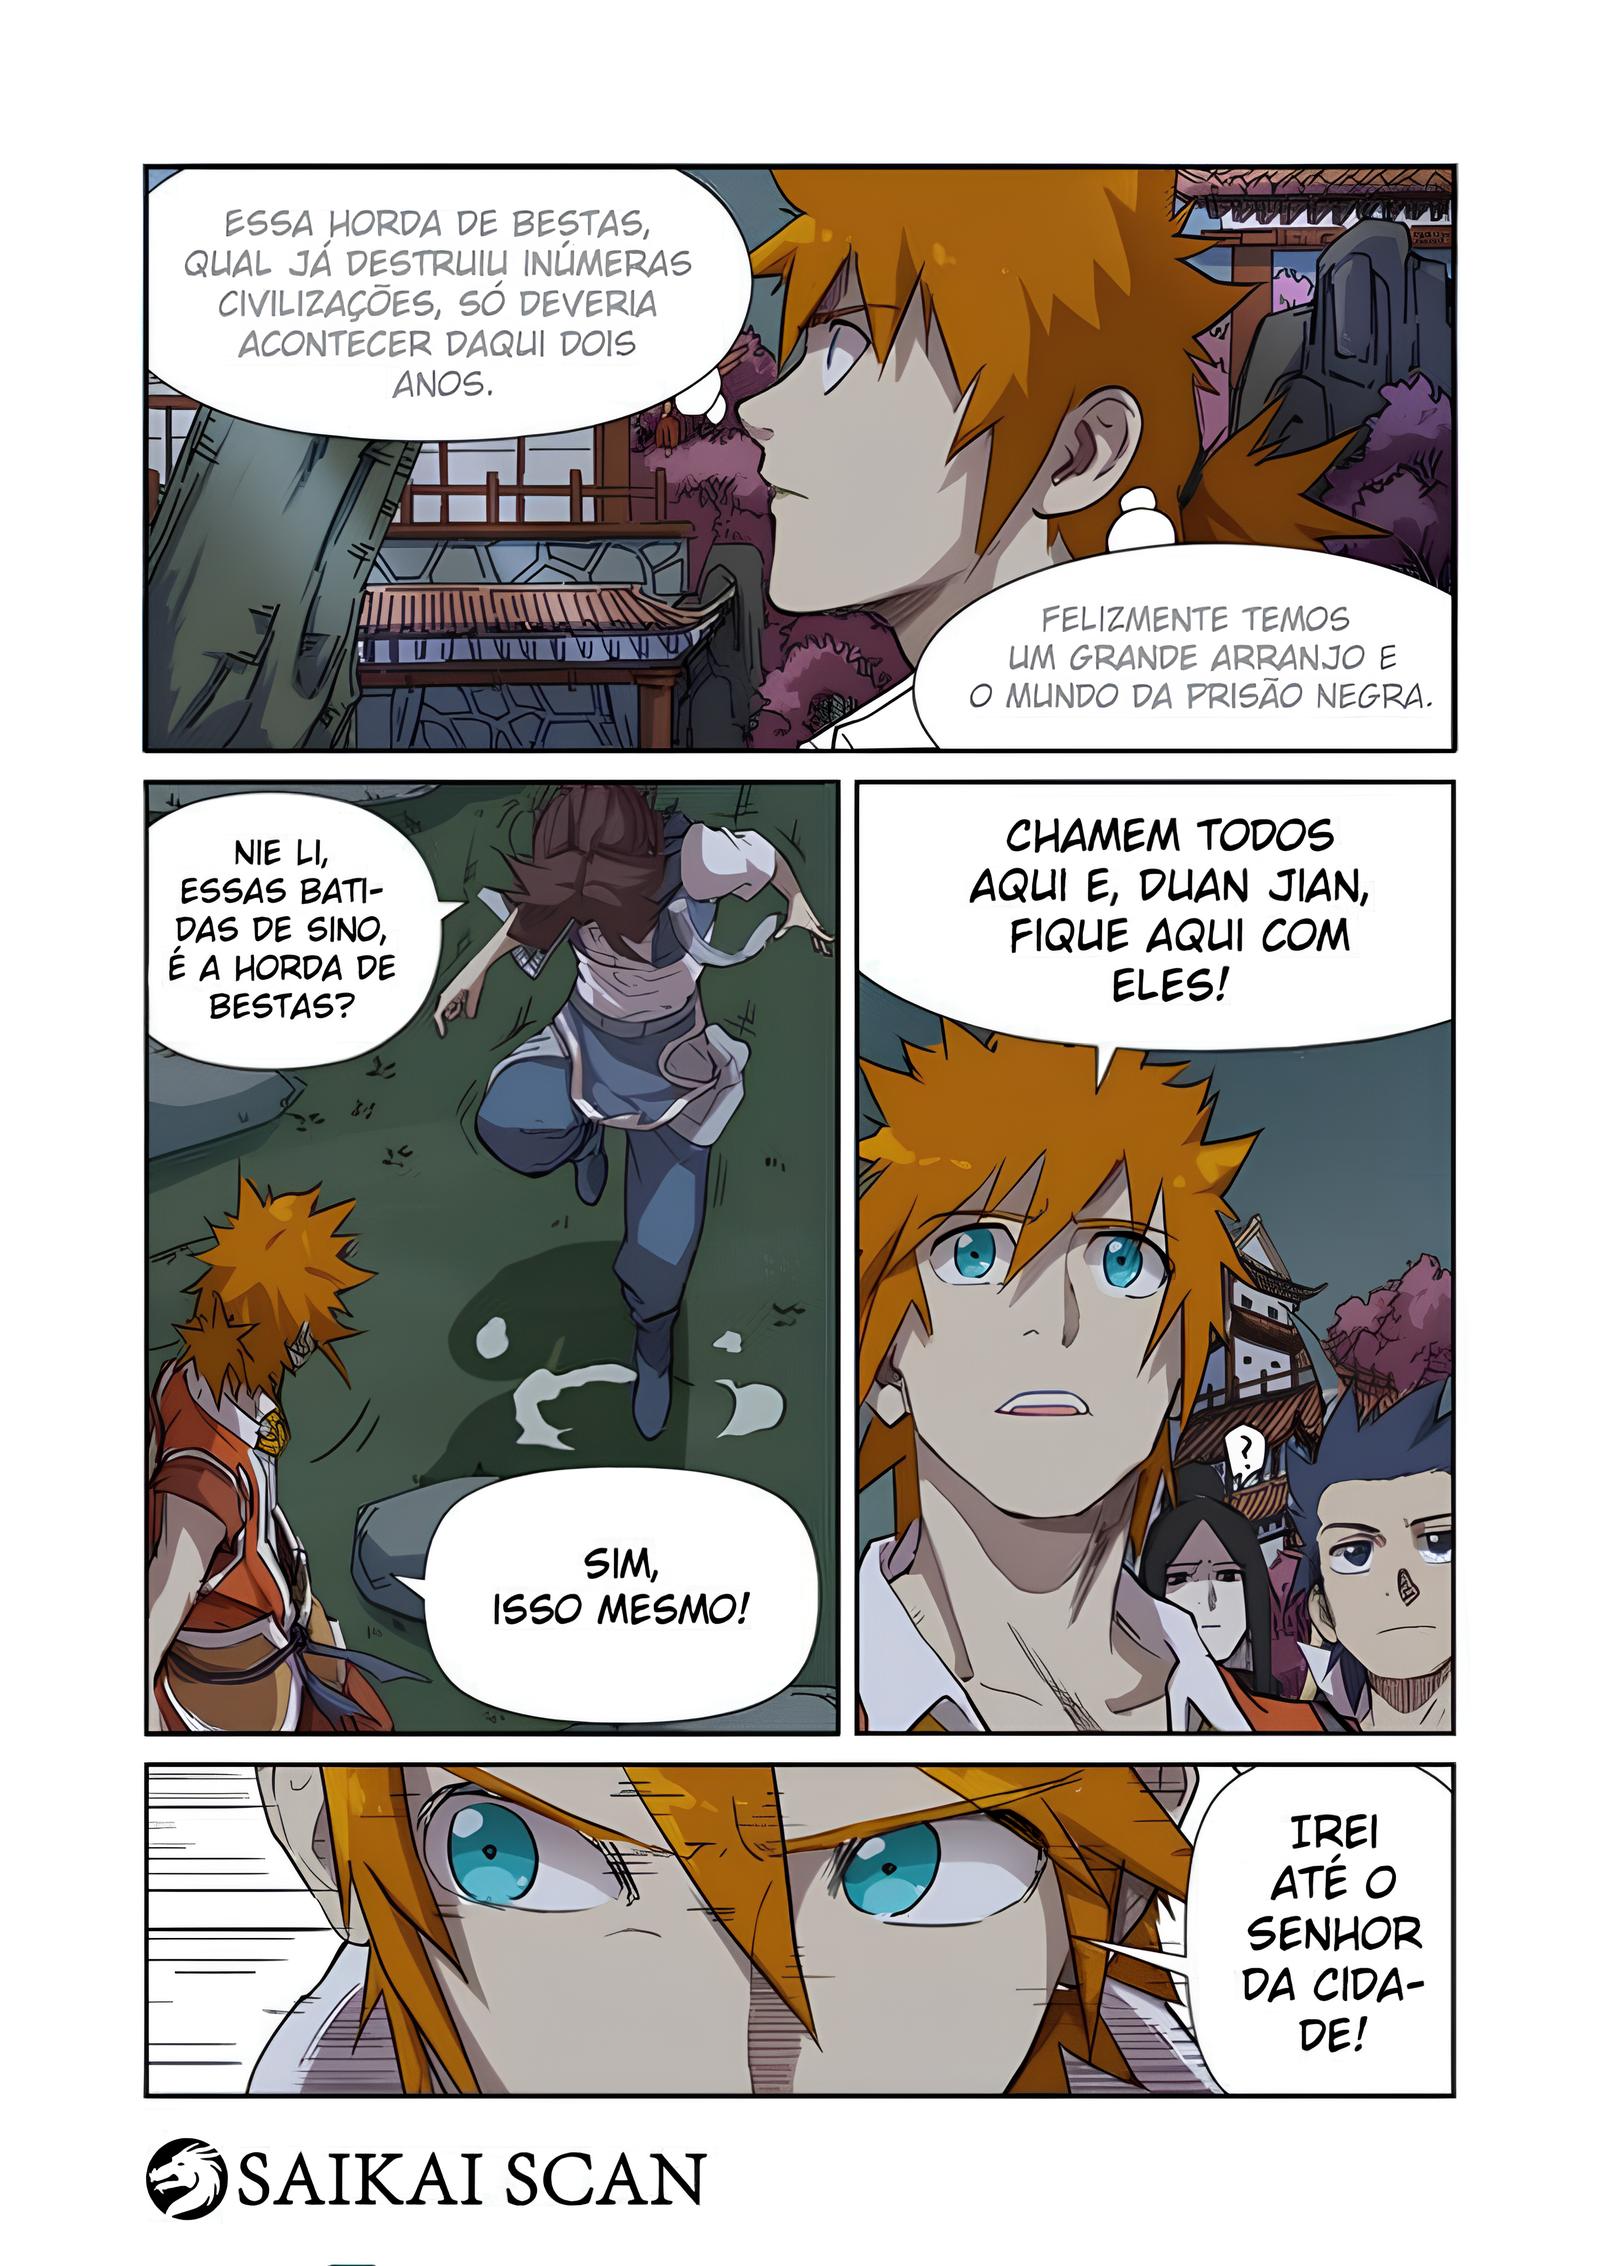 ESSA HORDA DE BESTAS,
QUAL JÁ DESTRUIU INÚMERAS
CIVILIZAÇÕES, SÓ DEVERIA
ACONTECER DAQUI DOIS
ANOS.
FELIZMENTE TEMOS
UM GRANDE ARRANJO E
O MUNDO DA PRISÃO NEGRA.
NIE LI,
ESSAS BATI-
DAS DE SINO,
É A HORDA DE
BESTAS?
SIM,
ISSO MESMO!
CHAMEM TODOS
AQUI E, DUAN JIAN,
FIQUE AQUI COM
ELES!
?
IREI
ATÉ O
SENHOR
DA CIDA-
DE!
SAIKAI SCAN